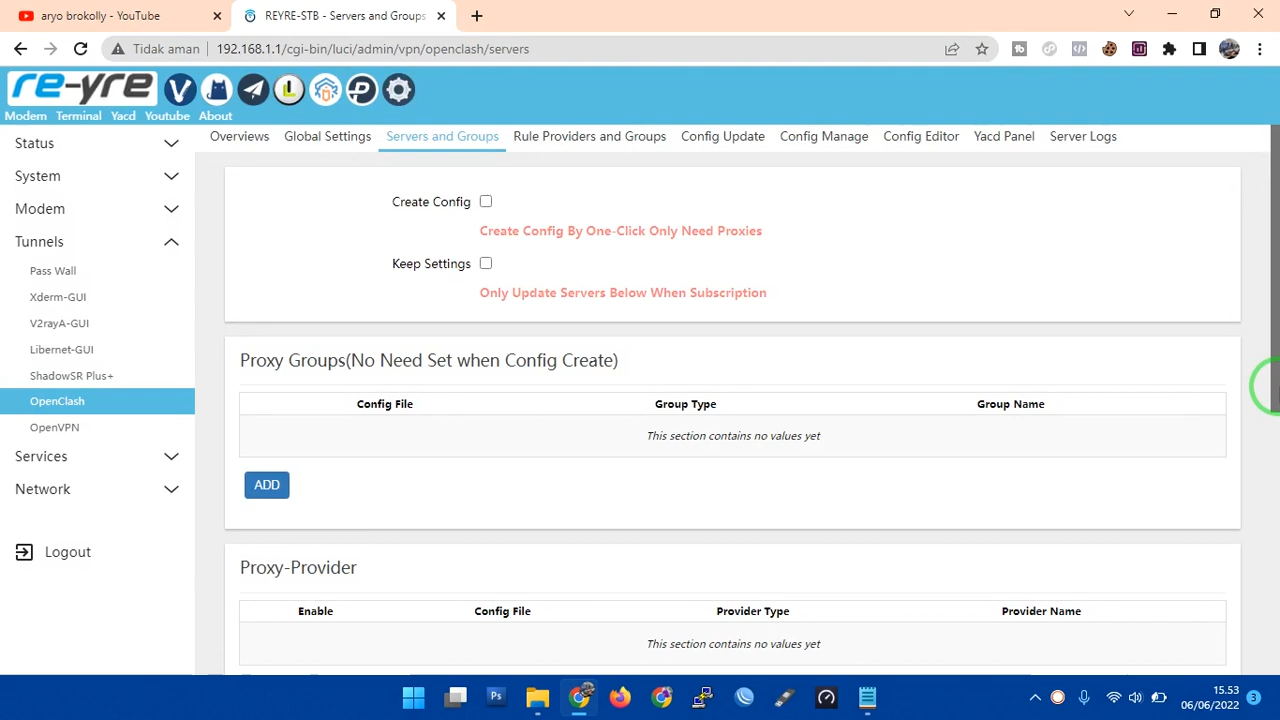 aryo brokolly - YouTube
REYRE-STB - Servers and Groups
Tidak aman
192.168.1.1/cgi-bin/luci/admin/vpn/openclash/servers
re-yre
Modem Terminal Yacd Youtube About
Overviews Global Settings Servers and Groups Rule Providers and Groups Config Update Config Manage Config Editor Yacd Panel Server Logs
Status
System
Modem
Tunnels
Pass Wall
Xderm-GUI
V2rayA-GUI
Libernet-GUI
ShadowSR Plus+
OpenClash
OpenVPN
Services
Network
Logout
Create Config
Create Config By One-Click Only Need Proxies
Keep Settings
Only Update Servers Below When Subscription
Proxy Groups(No Need Set when Config Create)
Config File Group Type Group Name
This section contains no values yet
ADD
Proxy-Provider
Enable Config File Provider Type Provider Name
This section contains no values yet
Ps
15.53
06/06/2022
3